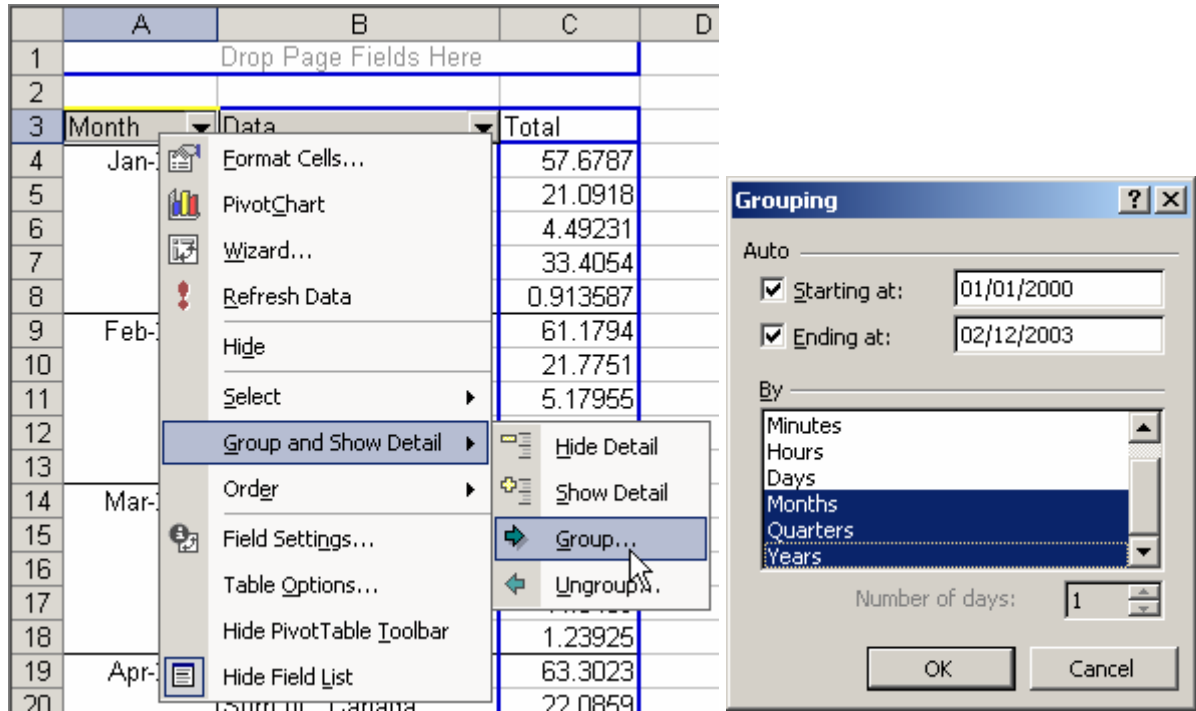 A B C D
1 Drop Page Fields Here
2
3 Month Data Total
4 Jan- 57.6787
5 21.0918
6 4.49231
7 33.4054
8 0.913587
9 Feb- 61.1794
10 21.7751
11 5.17955
12
13
14 Mar-
15
16
17
18 1.23925
19 Apr- 63.3023
20 Canada 22.0859
Format Cells...
PivotChart
Wizard...
Refresh Data
Hide
Select
Group and Show Detail
Order
Field Settings...
Table Options...
Hide PivotTable Toolbar
Hide Field List
Hide Detail
Show Detail
Group...
Ungroup...
Grouping
Auto
Starting at: 01/01/2000
Ending at: 02/12/2003
By
Minutes
Hours
Days
Months
Quarters
Years
Number of days: 1
OK Cancel